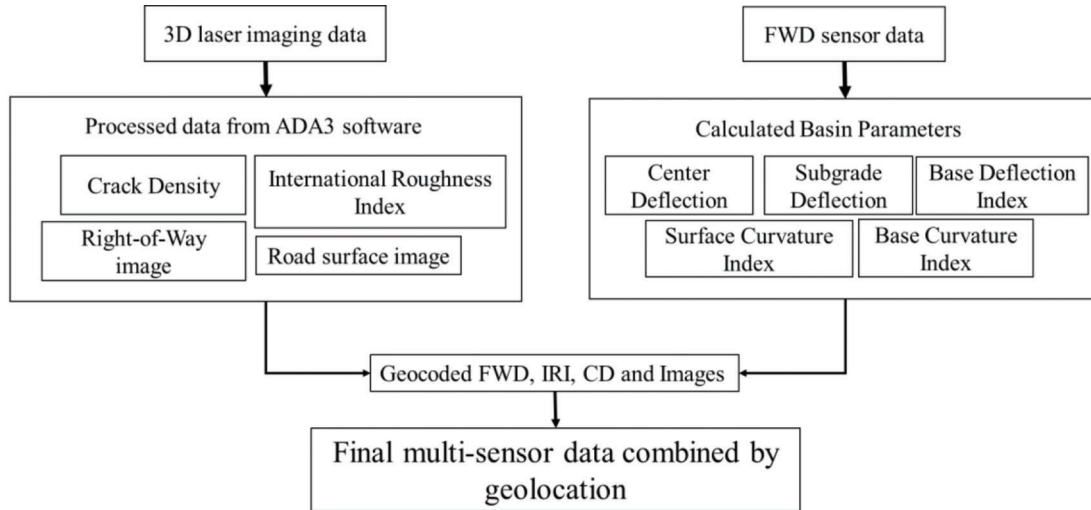 3D laser imaging data
FWD sensor data
Processed data from ADA3 software
Crack Density
International Roughness
Index
Right-of-Way
image
Road surface image
Calculated Basin Parameters
Center
Deflection
Subgrade
Deflection
Base Deflection
Index
Surface Curvature
Index
Base Curvature
Index
Geocoded FWD, IRI, CD and Images
Final multi-sensor data combined by
geolocation